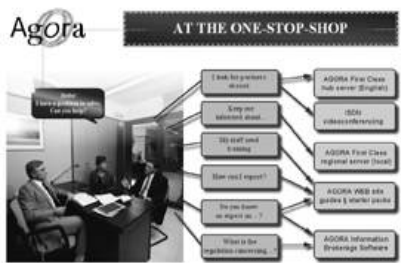 Agora
AT THE ONE-STOP-SHOP
Hello!
I have a problem to solve.
Can you help?
I look for partners
abroad
Keep me
informed about...
My staff need
training
How can I export?
Do you know
an expert on...?
What is the
regulation concerning...?
AGORA First Class
hub server (English)
ISDN
videoconferencing
AGORA First Class
regional server (local)
AGORA WEB site
guides & starter packs
AGORA Information
Brokerage Software